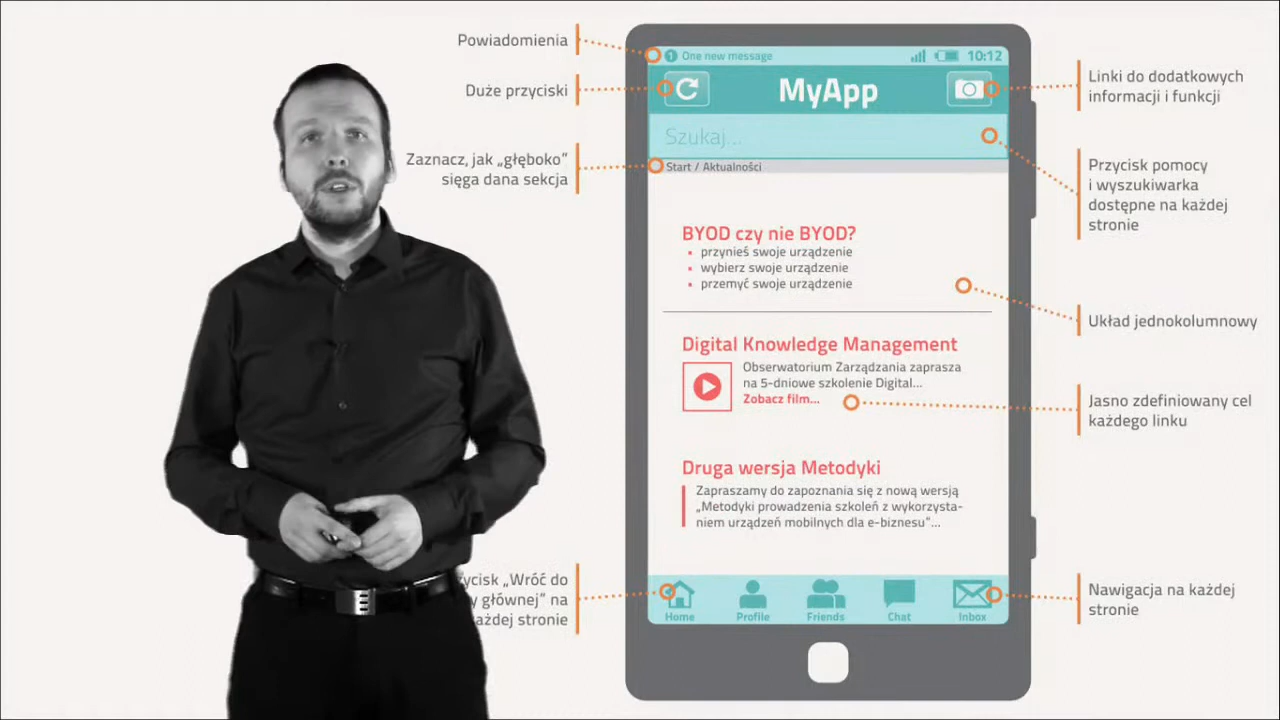 Powiadomienia
Duże przyciski
Zaznacz, jak „głęboko”
sięga dana sekcja
ycisk „Wróć do
y głównej” na
ażdej stronie
1 One new message 10:12
MyApp
Szukaj...
Start / Aktualności
BYOD czy nie BYOD?
• przynieś swoje urządzenie
• wybierz swoje urządzenie
• przemyć swoje urządzenie
Digital Knowledge Management
Obserwatorium Zarządzania zaprasza
na 5-dniowe szkolenie Digital...
Zobacz film...
Druga wersja Metodyki
Zapraszamy do zapoznania się z nową wersją
„Metodyki prowadzenia szkoleń z wykorzysta-
niem urządzeń mobilnych dla e-biznesu”...
Home Profile Friends Chat Inbox
Linki do dodatkowych
informacji i funkcji
Przycisk pomocy
i wyszukiwarka
dostępne na każdej
stronie
Układ jednokolumnowy
Jasno zdefiniowany cel
każdego linku
Nawigacja na każdej
stronie